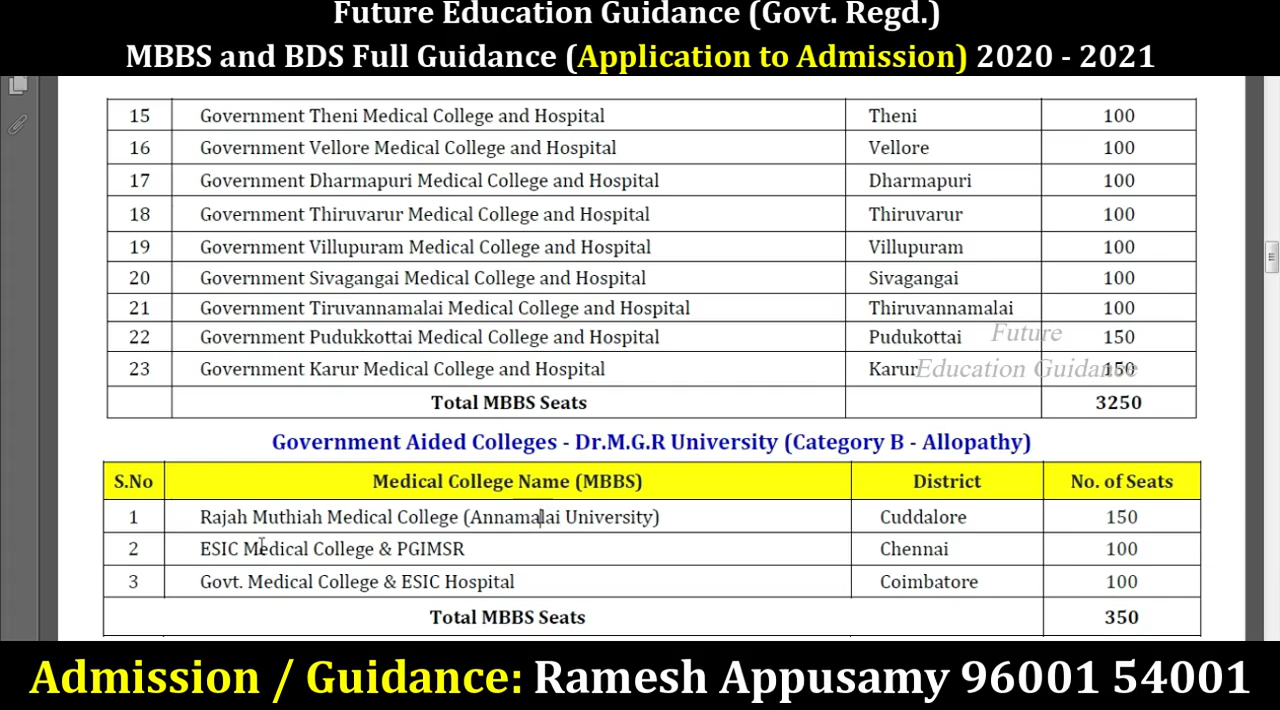 Future Education Guidance (Govt. Regd.)
MBBS and BDS Full Guidance (Application to Admission) 2020 - 2021
15 Government Theni Medical College and Hospital Theni 100
16 Government Vellore Medical College and Hospital Vellore 100
17 Government Dharmapuri Medical College and Hospital Dharmapuri 100
18 Government Thiruvarur Medical College and Hospital Thiruvarur 100
19 Government Villupuram Medical College and Hospital Villupuram 100
20 Government Sivagangai Medical College and Hospital Sivagangai 100
21 Government Tiruvannamalai Medical College and Hospital Thiruvannamalai 100
22 Government Pudukkottai Medical College and Hospital Pudukottai 150
Future
23 Government Karur Medical College and Hospital Karur 150
Education Guidance
Total MBBS Seats 3250
Government Aided Colleges - Dr.M.G.R University (Category B - Allopathy)
S.No Medical College Name (MBBS) District No. of Seats
1 Rajah Muthiah Medical College (Annamalai University) Cuddalore 150
2 ESIC Medical College & PGIMSR Chennai 100
3 Govt. Medical College & ESIC Hospital Coimbatore 100
Total MBBS Seats 350
Admission / Guidance: Ramesh Appusamy 96001 54001